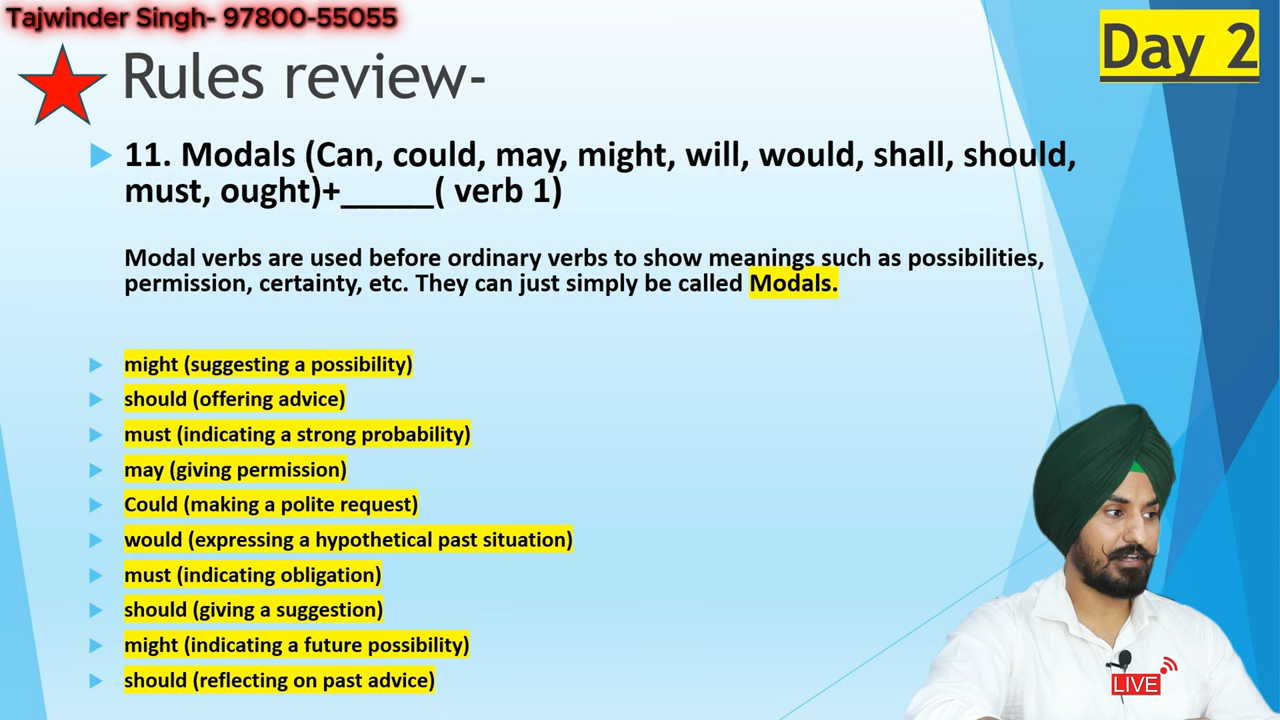 Tajwinder Singh- 97800-55055
Day 2
Rules review-
11. Modals (Can, could, may, might, will, would, shall, should,
must, ought)+_____( verb 1)
Modal verbs are used before ordinary verbs to show meanings such as possibilities,
permission, certainty, etc. They can just simply be called Modals.
might (suggesting a possibility)
should (offering advice)
must (indicating a strong probability)
may (giving permission)
Could (making a polite request)
would (expressing a hypothetical past situation)
must (indicating obligation)
should (giving a suggestion)
might (indicating a future possibility)
should (reflecting on past advice)
LIVE